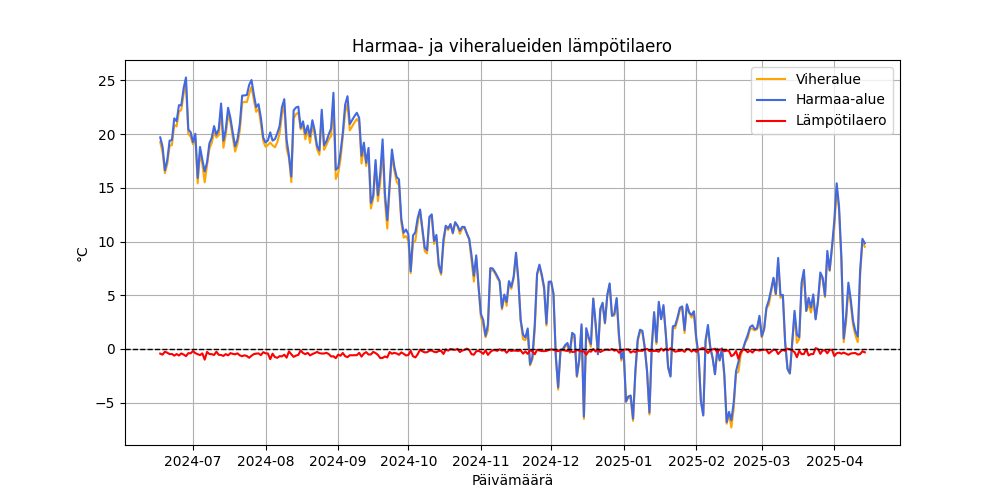 Harmaa- ja viheralueiden lämpötilaero
Viheralue
Harmaa-alue
Lämpötilaero
°C
25
20
15
10
5
0
−5
2024-07 2024-08 2024-09 2024-10 2024-11 2024-12 2025-01 2025-02 2025-03 2025-04
Päivämäärä